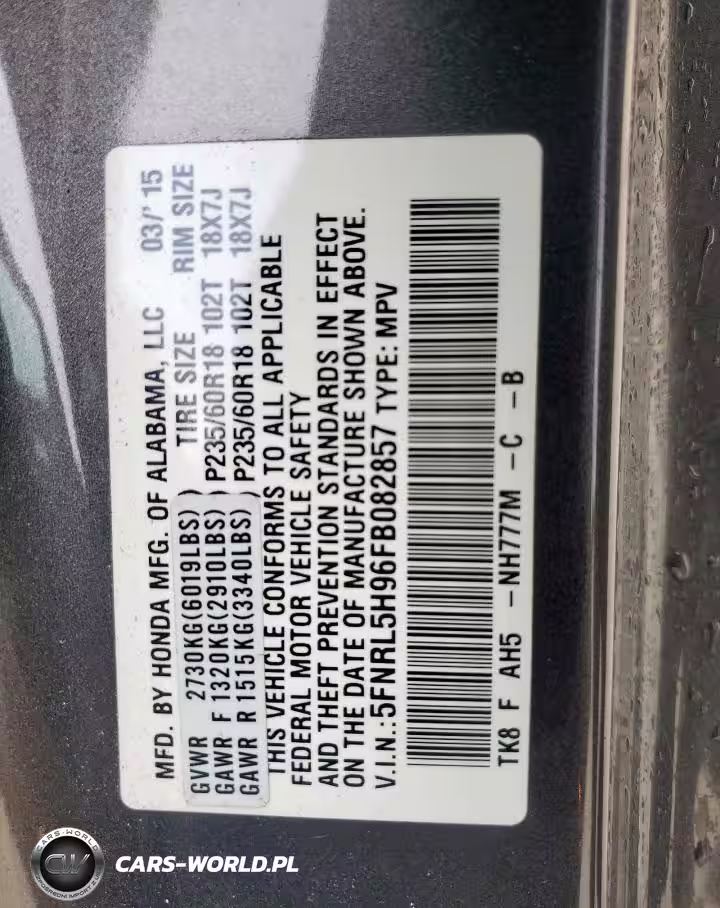 MFD. BY HONDA MFG. OF ALABAMA, LLC 03/' 15
TIRE SIZE RIM SIZE
GVWR 2730KG(6019LBS)
GAWR F 1320KG(2910LBS) P235/60R18 102T 18X7J
GAWR R 1515KG(3340LBS) P235/60R18 102T 18X7J
THIS VEHICLE CONFORMS TO ALL APPLICABLE
FEDERAL MOTOR VEHICLE SAFETY
AND THEFT PREVENTION STANDARDS IN EFFECT
ON THE DATE OF MANUFACTURE SHOWN ABOVE.
V.I.N.:5FNRL5H96FB082857 TYPE: MPV
TK8 F AH5 -NH777M -C -B
CARS-WORLD
CW
CARS-WORLD.PL